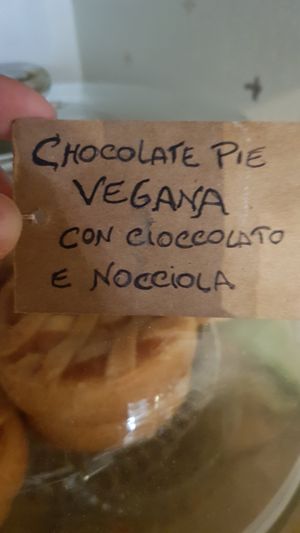 CHOCOLATE PIE
VEGANA
CON CIOCCOLATO
E NOCCIOLA